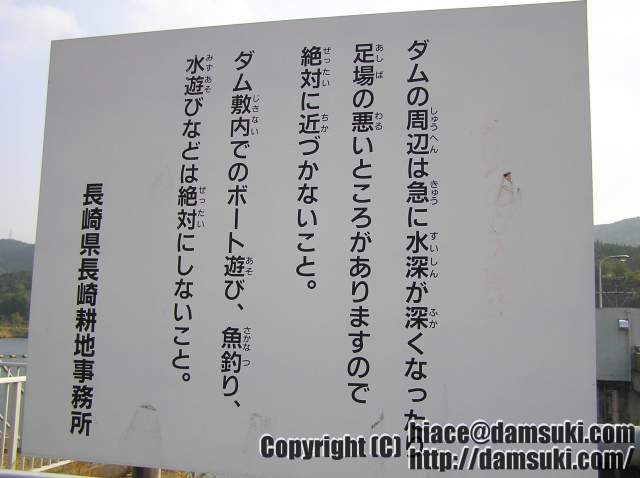 ダムの周辺は急に水深が深くなったり
足場の悪いところがありますので
絶対に近づかないこと。
ダム敷内でのボート遊び、魚釣り、
水遊びなどは絶対にしないこと。
長崎県長崎耕地事務所
Copyright (C) hiace@damsuki.com
http://damsuki.com/